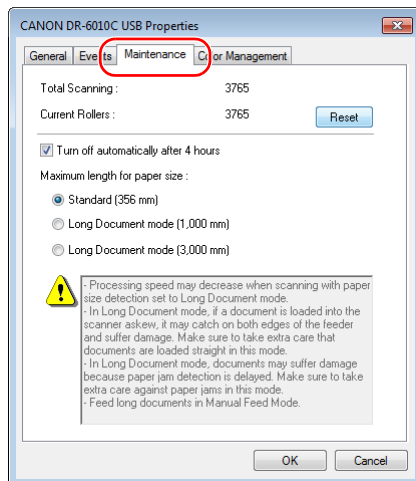 CANON DR-6010C USB Properties
General Events Maintenance Color Management
Total Scanning : 3765
Current Rollers : 3765 Reset
Turn off automatically after 4 hours
Maximum length for paper size :
Standard (356 mm)
Long Document mode (1,000 mm)
Long Document mode (3,000 mm)
- Processing speed may decrease when scanning with paper
size detection set to Long Document mode.
- In Long Document mode, if a document is loaded into the
scanner askew, it may catch on both edges of the feeder
and suffer damage. Make sure to take extra care that
documents are loaded straight in this mode.
- In Long Document mode, documents may suffer damage
because paper jam detection is delayed. Make sure to take
extra care against paper jams in this mode.
- Feed long documents in Manual Feed Mode.
OK Cancel